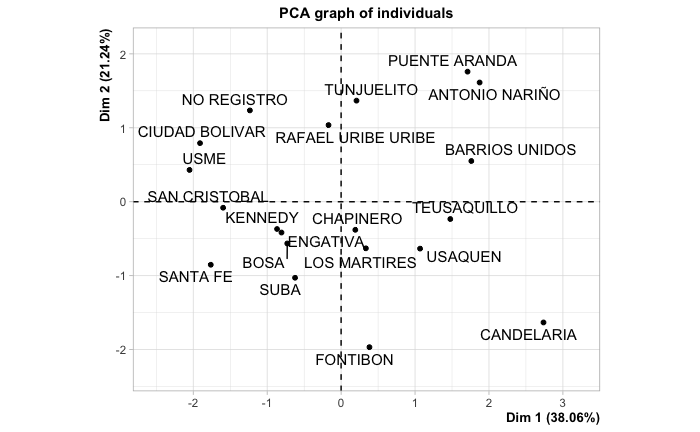 PCA graph of individuals
Dim 2 (21.24%)
2
1
0
-1
-2
PUENTE ARANDA
ANTONIO NARIÑO
TUNJUELITO
NO REGISTRO
CIUDAD BOLIVAR
RAFAEL URIBE URIBE
USME
BARRIOS UNIDOS
SAN CRISTOBAL
TEUSAQUILLO
KENNEDY
CHAPINERO
ENGATIVA
BOSA
LOS MARTIRES
USAQUEN
SANTA FE
SUBA
CANDELARIA
FONTIBON
-2
-1
0
1
2
3
Dim 1 (38.06%)